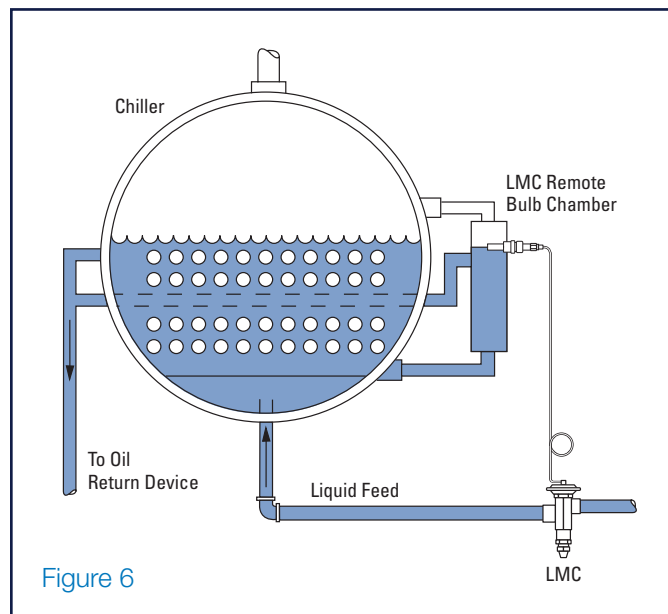 Chiller
LMC Remote
Bulb Chamber
To Oil
Return Device
Liquid Feed
LMC
Figure 6